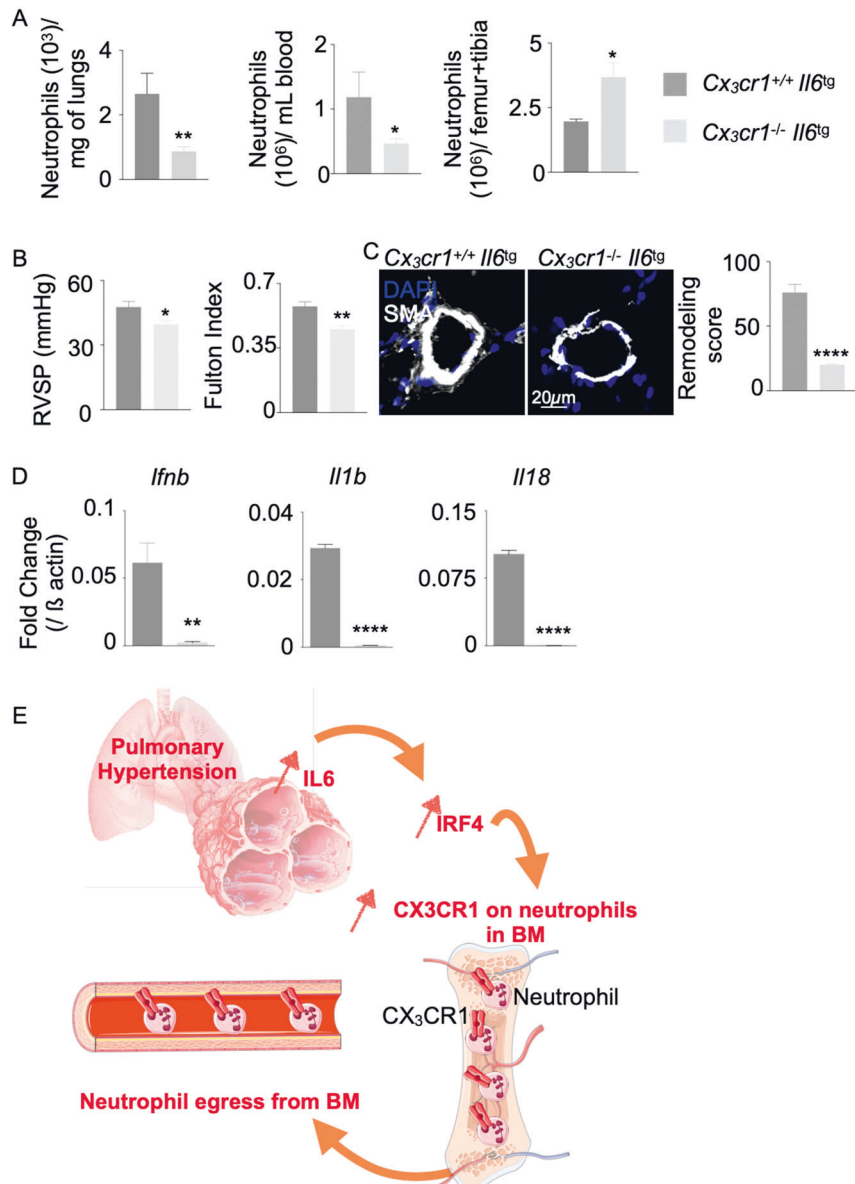 A
Neutrophils (10³)/
mg of lungs
4
2
0
**
Neutrophils
(10⁶)/ mL blood
2
1
0
*
Neutrophils
(10⁶)/ femur+tibia
5
2.5
0
*
Cx₃cr1⁺/⁺ Il6ᵗᵍ
Cx₃cr1⁻/⁻ Il6ᵗᵍ
B
RVSP (mmHg)
60
30
0
*
Fulton Index
0.7
0.35
0
**
C
Cx₃cr1⁺/⁺ Il6ᵗᵍ
Cx₃cr1⁻/⁻ Il6ᵗᵍ
DAPI
SMA
20µm
Remodeling
score
100
50
0
****
D
Fold Change
(/ ß actin)
Ifnb
0.1
0.05
0
**
Il1b
0.04
0.02
0
****
Il18
0.15
0.075
0
****
E
Pulmonary
Hypertension
IL6
IRF4
CX3CR1 on neutrophils
in BM
Neutrophil
CX₃CR1
Neutrophil egress from BM